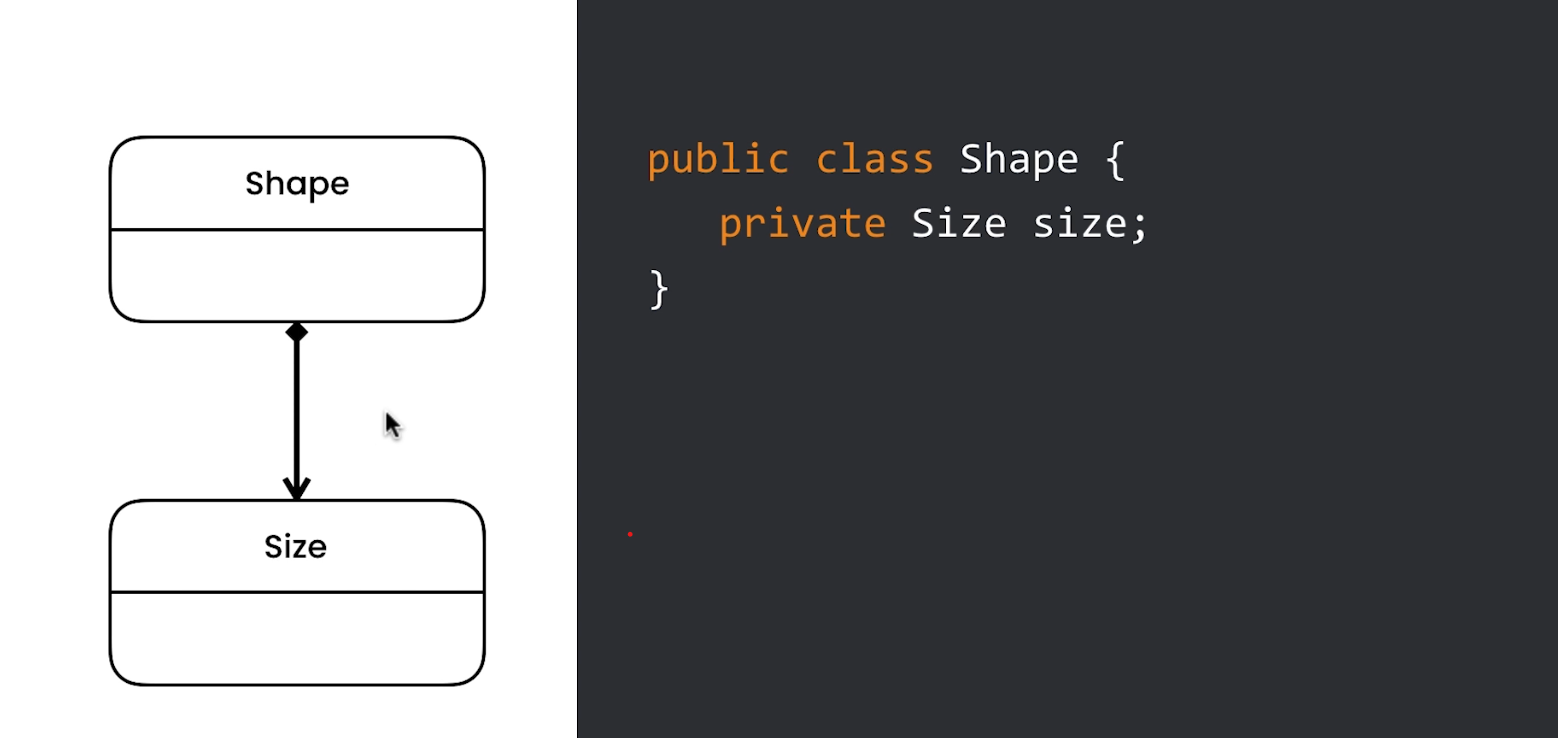 Shape
Size
public class Shape {
private Size size;
}